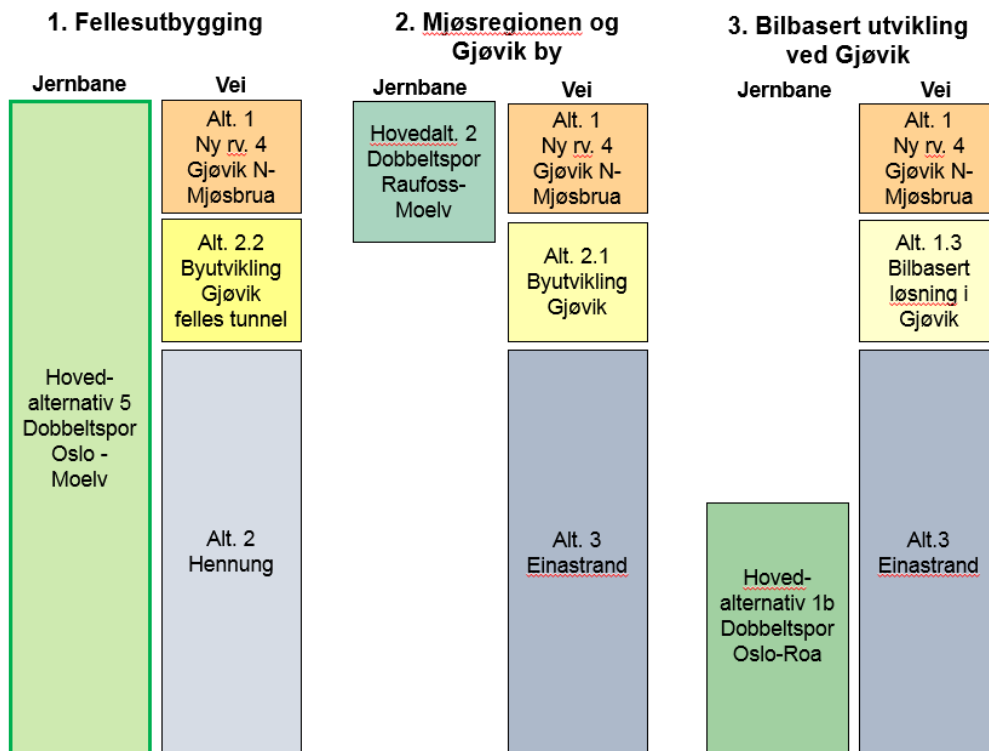 1. Fellesutbygging
Jernbane
Vei
Hoved-
alternativ 5
Dobbeltspor
Oslo -
Moelv
Alt. 1
Ny rv. 4
Gjøvik N-
Mjøsbrua
Alt. 2.2
Byutvikling
Gjøvik
felles tunnel
Alt. 2
Hennung
2. Mjøsregionen og
Gjøvik by
Jernbane
Vei
Hovedalt. 2
Dobbeltspor
Raufoss-
Moelv
Alt. 1
Ny rv. 4
Gjøvik N-
Mjøsbrua
Alt. 2.1
Byutvikling
Gjøvik
Alt. 3
Einastrand
3. Bilbasert utvikling
ved Gjøvik
Jernbane
Vei
Hoved-
alternativ 1b
Dobbeltspor
Oslo-Roa
Alt. 1
Ny rv. 4
Gjøvik N-
Mjøsbrua
Alt. 1.3
Bilbasert
løsning i
Gjøvik
Alt.3
Einastrand